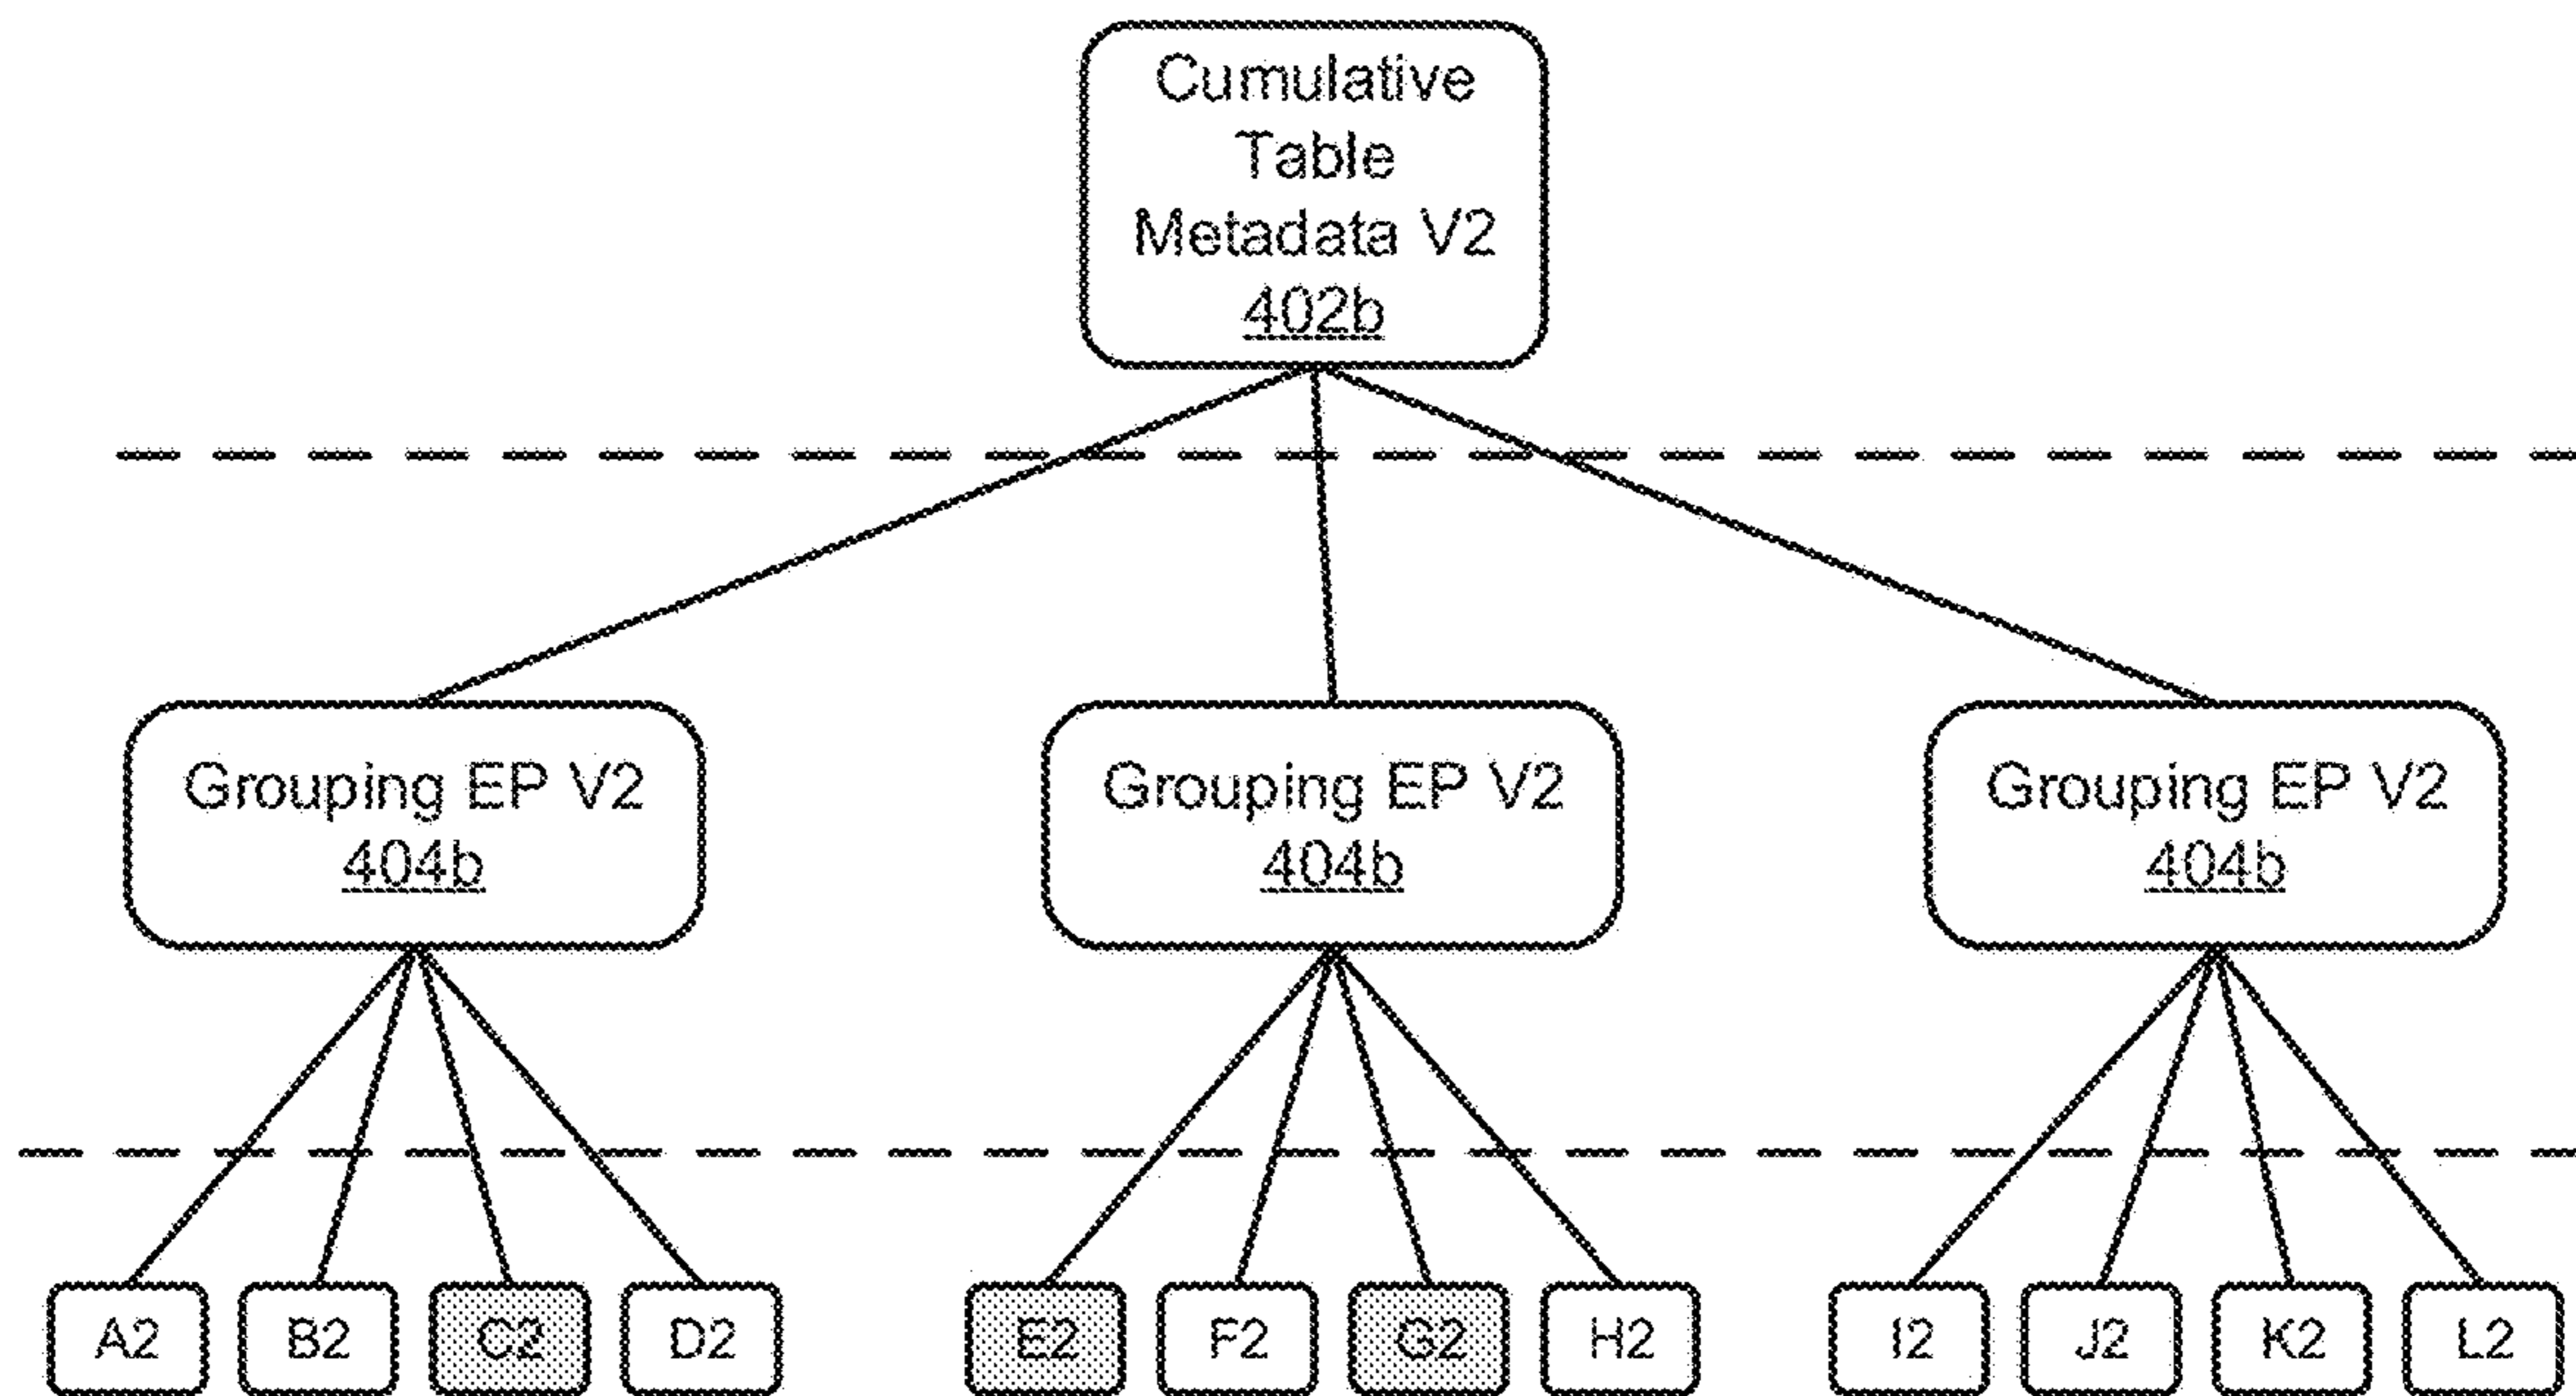 Cumulative
Table
Metadata V2
402b
Grouping EP V2
404b
Grouping EP V2
404b
Grouping EP V2
404b
A2
B2
C2
D2
E2
F2
G2
H2
I2
J2
K2
L2